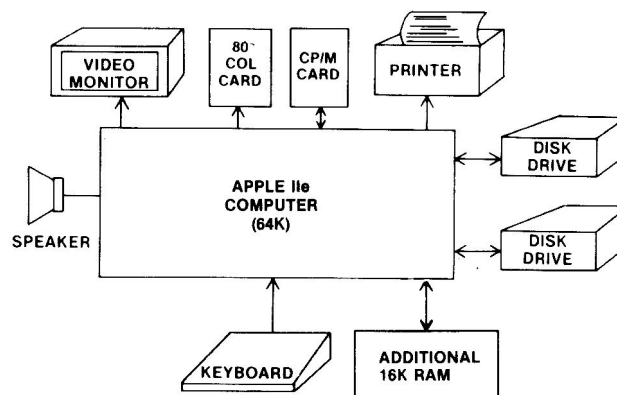 VIDEO
MONITOR
80
COL
CARD
CP/M
CARD
PRINTER
APPLE IIe
COMPUTER
(64K)
DISK
DRIVE
SPEAKER
DISK
DRIVE
KEYBOARD
ADDITIONAL
16K RAM